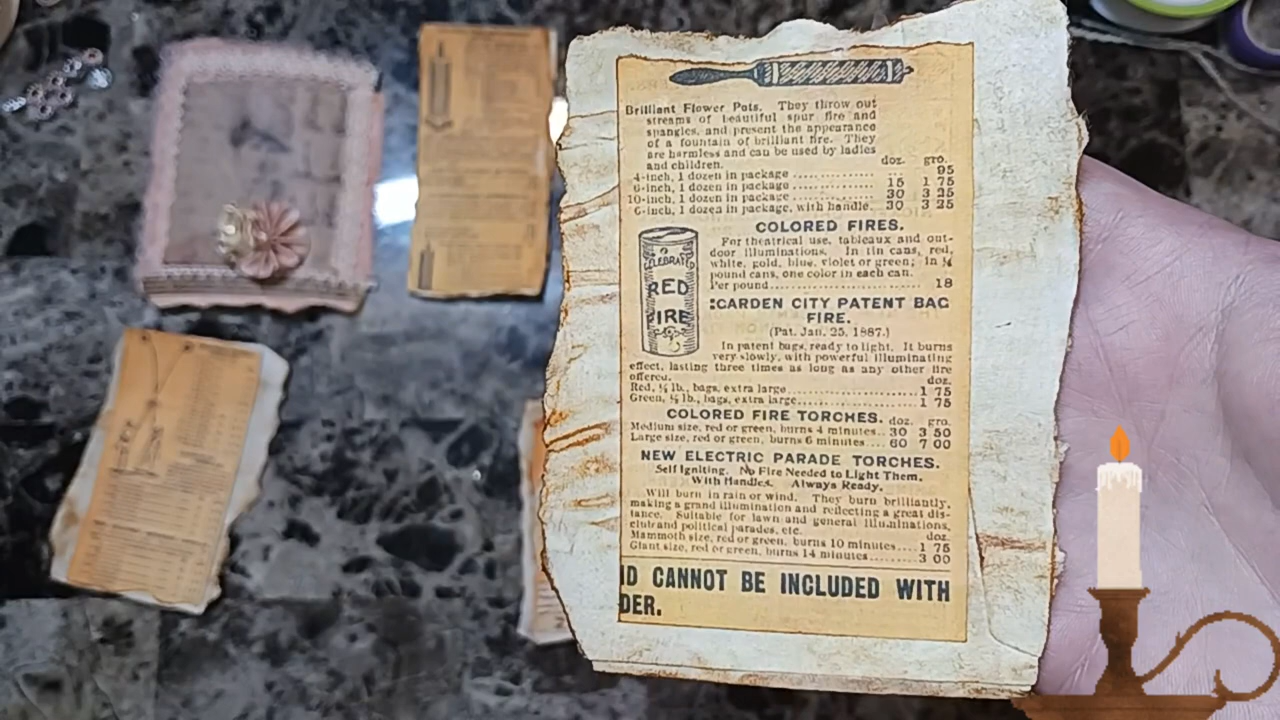 Brilliant Flower Pots. They throw out
streams of beautiful spur fire and
spangles, and present the appearance
of a fountain of brilliant fire. They
are harmless and can be used by ladies
and children. doz. gro.
4-inch, 1 dozen in package .............. ... 95
6-inch, 1 dozen in package .............. 15 1 75
10-inch, 1 dozen in package .............. 30 3 25
6-inch, 1 dozen in package, with handle. 30 3 25
COLORED FIRES.
For theatrical use, tableaux and out-
door illuminations. In tin cans, red,
white, gold, blue, violet or green; in ¼
pound cans, one color in each can.
Per pound........................... 18
CELEBRATED
RED
FIRE
GARDEN CITY PATENT BAG
FIRE.
(Pat. Jan. 25, 1887.)
In patent bags, ready to light. It burns
very slowly, with powerful illuminating
effect, lasting three times as long as any other fire
offered. doz.
Red, ½ lb., bags, extra large........................1 75
Green, ½ lb., bags, extra large......................1 75
COLORED FIRE TORCHES. doz. gro.
Medium size, red or green, burns 4 minutes.. 30 3 50
Large size, red or green, burns 6 minutes.... 60 7 00
NEW ELECTRIC PARADE TORCHES.
Self Igniting. No Fire Needed to Light Them.
With Handles. Always Ready.
Will burn in rain or wind. They burn brilliantly,
making a grand illumination and reflecting a great dis-
tance. Suitable for lawn and general illuminations,
club and political parades, etc. doz.
Mammoth size, red or green, burns 10 minutes....1 75
Giant size, red or green, burns 14 minutes.......3 00
ID CANNOT BE INCLUDED WITH
DER.